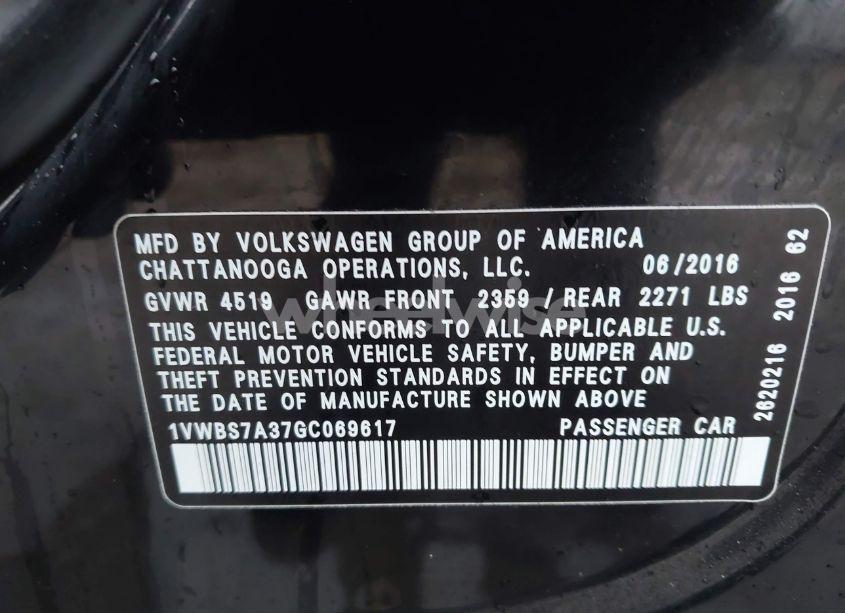 MFD BY VOLKSWAGEN GROUP OF AMERICA
CHATTANOOGA OPERATIONS, LLC. 06/2016
GVWR 4519 GAWR FRONT 2359 / REAR 2271 LBS
THIS VEHICLE CONFORMS TO ALL APPLICABLE U.S.
FEDERAL MOTOR VEHICLE SAFETY, BUMPER AND
THEFT PREVENTION STANDARDS IN EFFECT ON
THE DATE OF MANUFACTURE SHOWN ABOVE
1VWBS7A37GC069617 PASSENGER CAR
2620216 2016 62
wheelwise